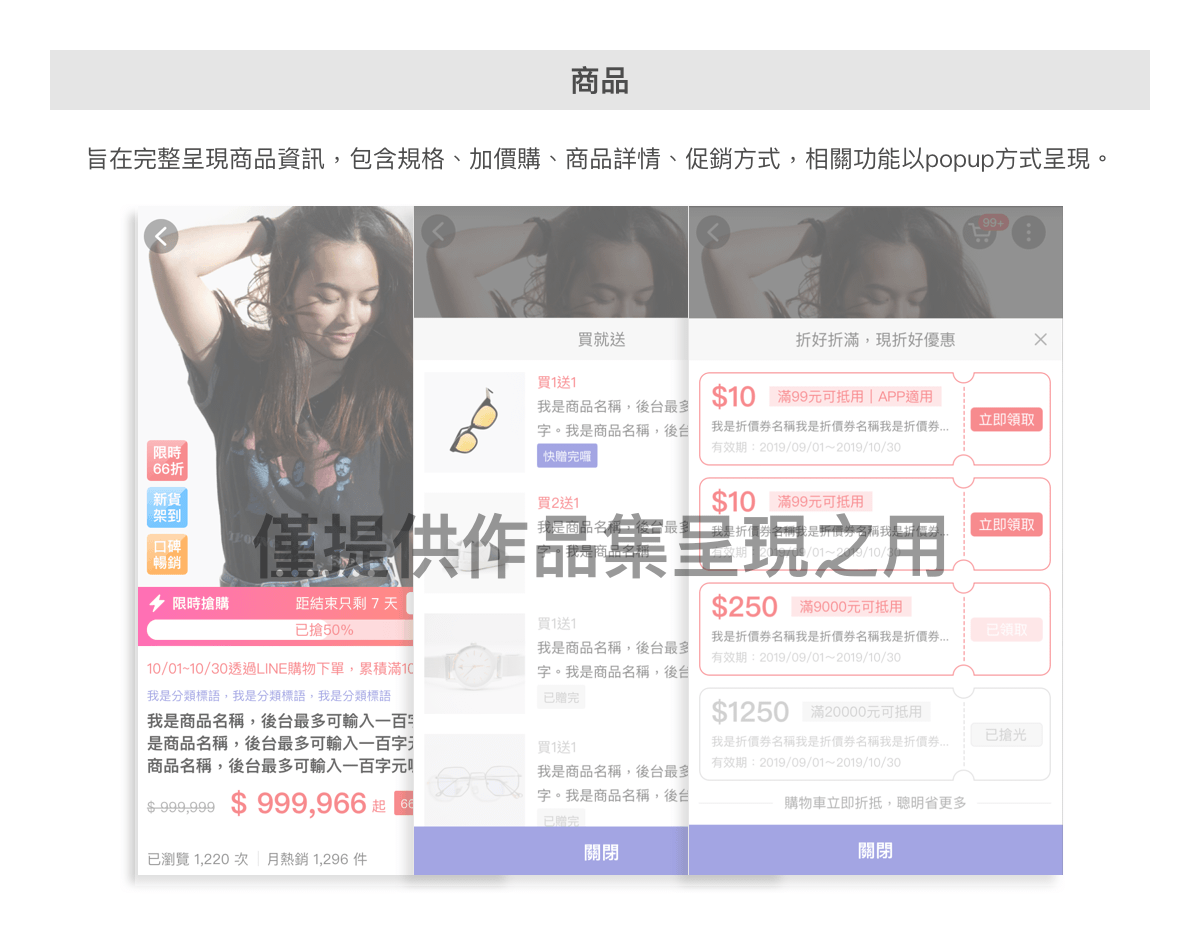 商品
旨在完整呈現商品資訊，包含規格、加價購、商品詳情、促銷方式，相關功能以popup方式呈現。
限時
66折
新貨
架到
口碑
暢銷
限時搶購
距結束只剩 7 天
已搶50%
10/01~10/30透過LINE購物下單，累積滿10
我是分類標語，我是分類標語，我是分類標語
我是商品名稱，後台最多可輸入一百字
是商品名稱，後台最多可輸入一百字元
商品名稱，後台最多可輸入一百字元
$ 999,999
$ 999,966 起
66
已瀏覽 1,220 次
月熱銷 1,296 件
買就送
買1送1
我是商品名稱，後台最多
字。我是商品名稱，後台
快贈完囉
買2送1
我是商品名稱，後台最多
字。我是商品名稱
買1送1
我是商品名稱，後台最多
字。我是商品名稱，後台
已贈完
買1送1
我是商品名稱，後台最多
字。我是商品名稱，後台
已贈完
關閉
99+
折好折滿，現折好優惠
$10
滿99元可抵用｜APP適用
我是折價券名稱我是折價券名稱我是折價券...
有效期：2019/09/01～2019/10/30
立即領取
$10
滿99元可抵用
我是折價券名稱我是折價券名稱我是折價券...
有效期：2019/09/01～2019/10/30
立即領取
$250
滿9000元可抵用
我是折價券名稱我是折價券名稱我是折價券...
有效期：2019/09/01～2019/10/30
已領取
$1250
滿20000元可抵用
我是折價券名稱我是折價券名稱我是折價券...
有效期：2019/09/01～2019/10/30
已搶光
購物車立即折抵，聰明省更多
關閉
僅提供作品集呈現之用